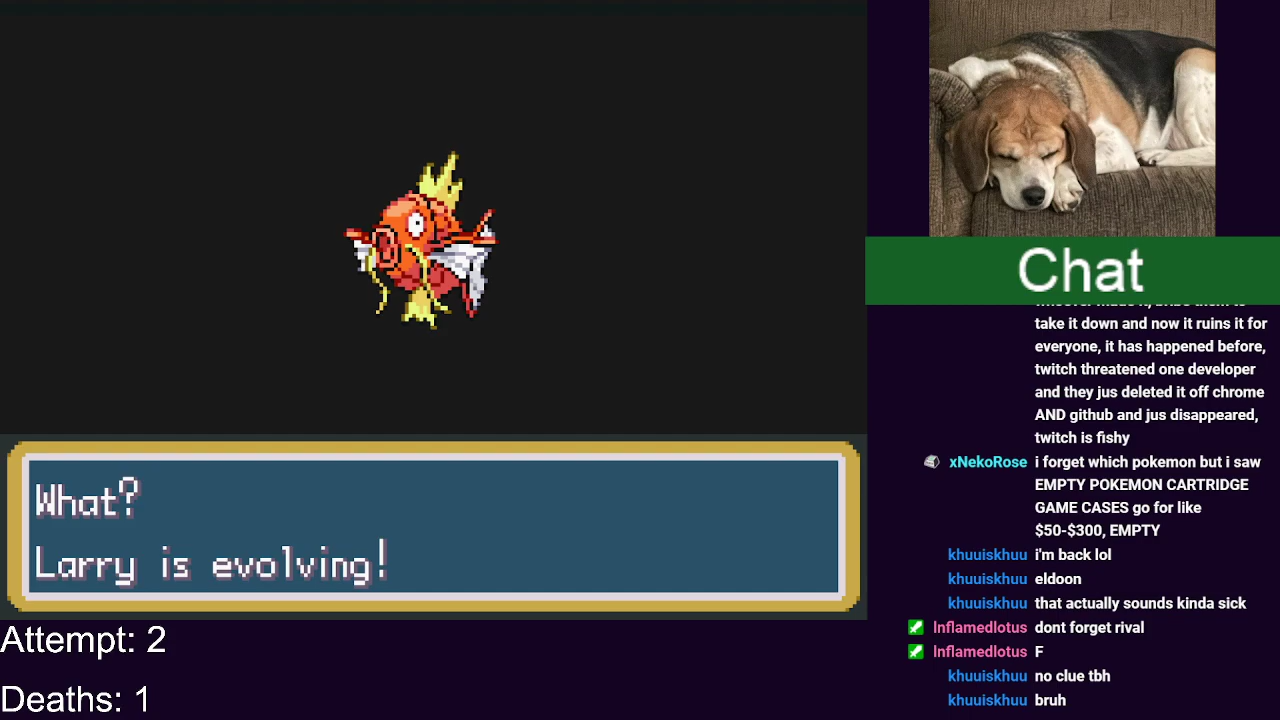 What?
Larry is evolving!
Attempt: 2
Deaths: 1
Chat
take it down and now it ruins it for
everyone, it has happened before,
twitch threatened one developer
and they jus deleted it off chrome
AND github and jus disappeared,
twitch is fishy
xNekoRose i forget which pokemon but i saw
EMPTY POKEMON CARTRIDGE
GAME CASES go for like
$50-$300, EMPTY
khuuiskhuu i'm back lol
khuuiskhuu eldoon
khuuiskhuu that actually sounds kinda sick
Inflamedlotus dont forget rival
Inflamedlotus F
khuuiskhuu no clue tbh
khuuiskhuu bruh